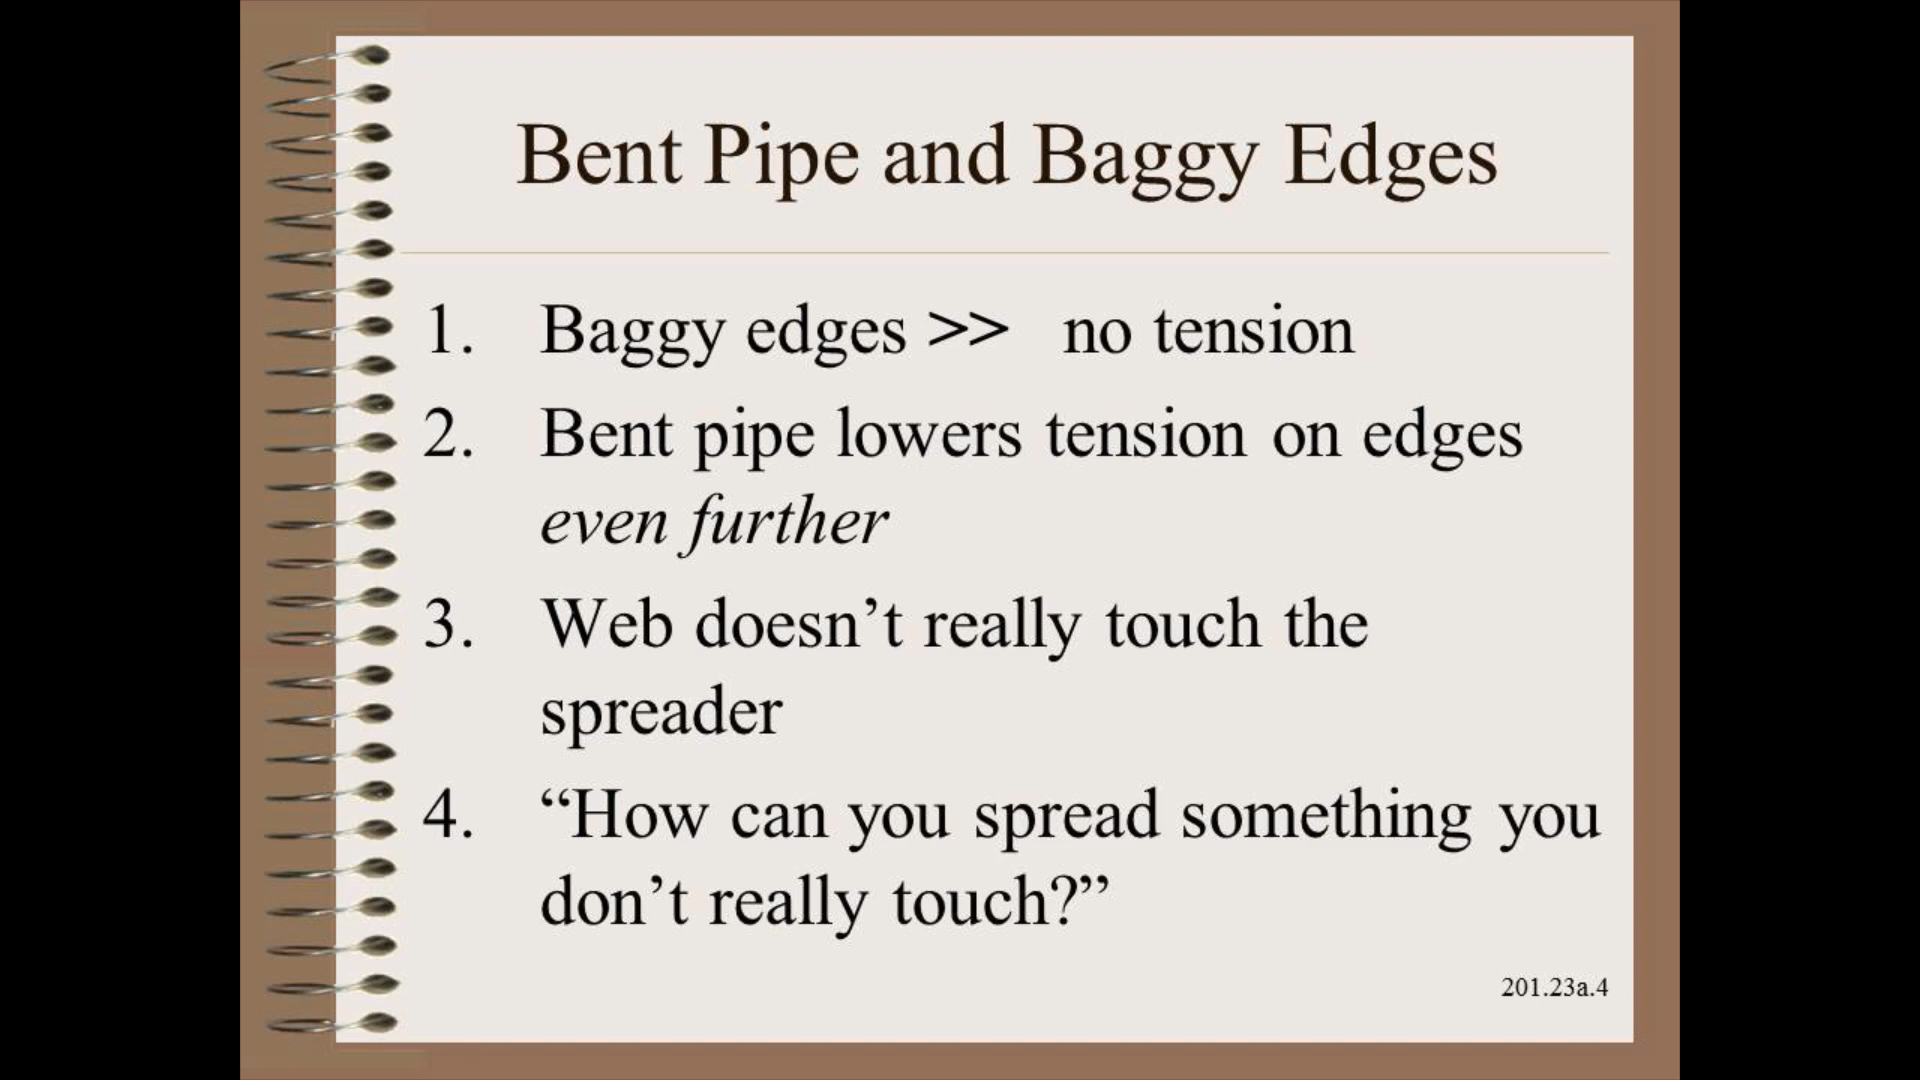 Bent Pipe and Baggy Edges
1. Baggy edges >> no tension
2. Bent pipe lowers tension on edges
even further
3. Web doesn’t really touch the
spreader
4. “How can you spread something you
don’t really touch?”
201.23a.4